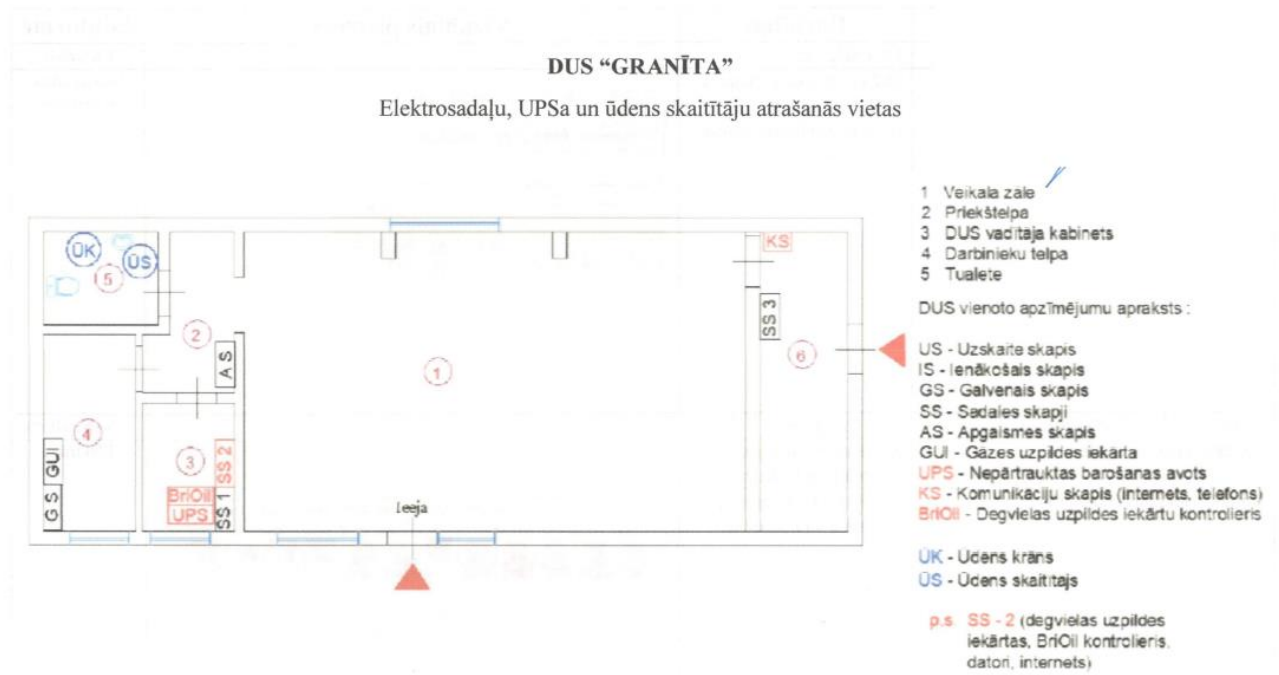 DUS “GRANĪTA”
Elektrosadaļu, UPSa un ūdens skaitītāju atrašanās vietas
1 Veikala zāle
2 Priekštelpa
3 DUS vadītāja kabinets
4 Darbinieku telpa
5 Tualete
DUS vienoto apzīmējumu apraksts :
US - Uzskaite skapis
IS - Ienākošais skapis
GS - Galvenais skapis
SS - Sadales skapji
AS - Apgaismes skapis
GUI - Gāzes uzpildes iekārta
UPS - Nepārtrauktas barošanas avots
KS - Komunikāciju skapis (internets, telefons)
BriOil - Degvielas uzpildes iekārtu kontrolieris
ŪK - Ūdens krāns
ŪS - Ūdens skaitītājs
p.s. SS - 2 (degvielas uzpildes
iekārtas, BriOil kontrolieris,
datori, internets)
ŪK
ŪS
5
2
AS
1
KS
SS 3
6
4
GUI
GS
3
SS 2
BriOil
UPS
SS 1
Ieeja